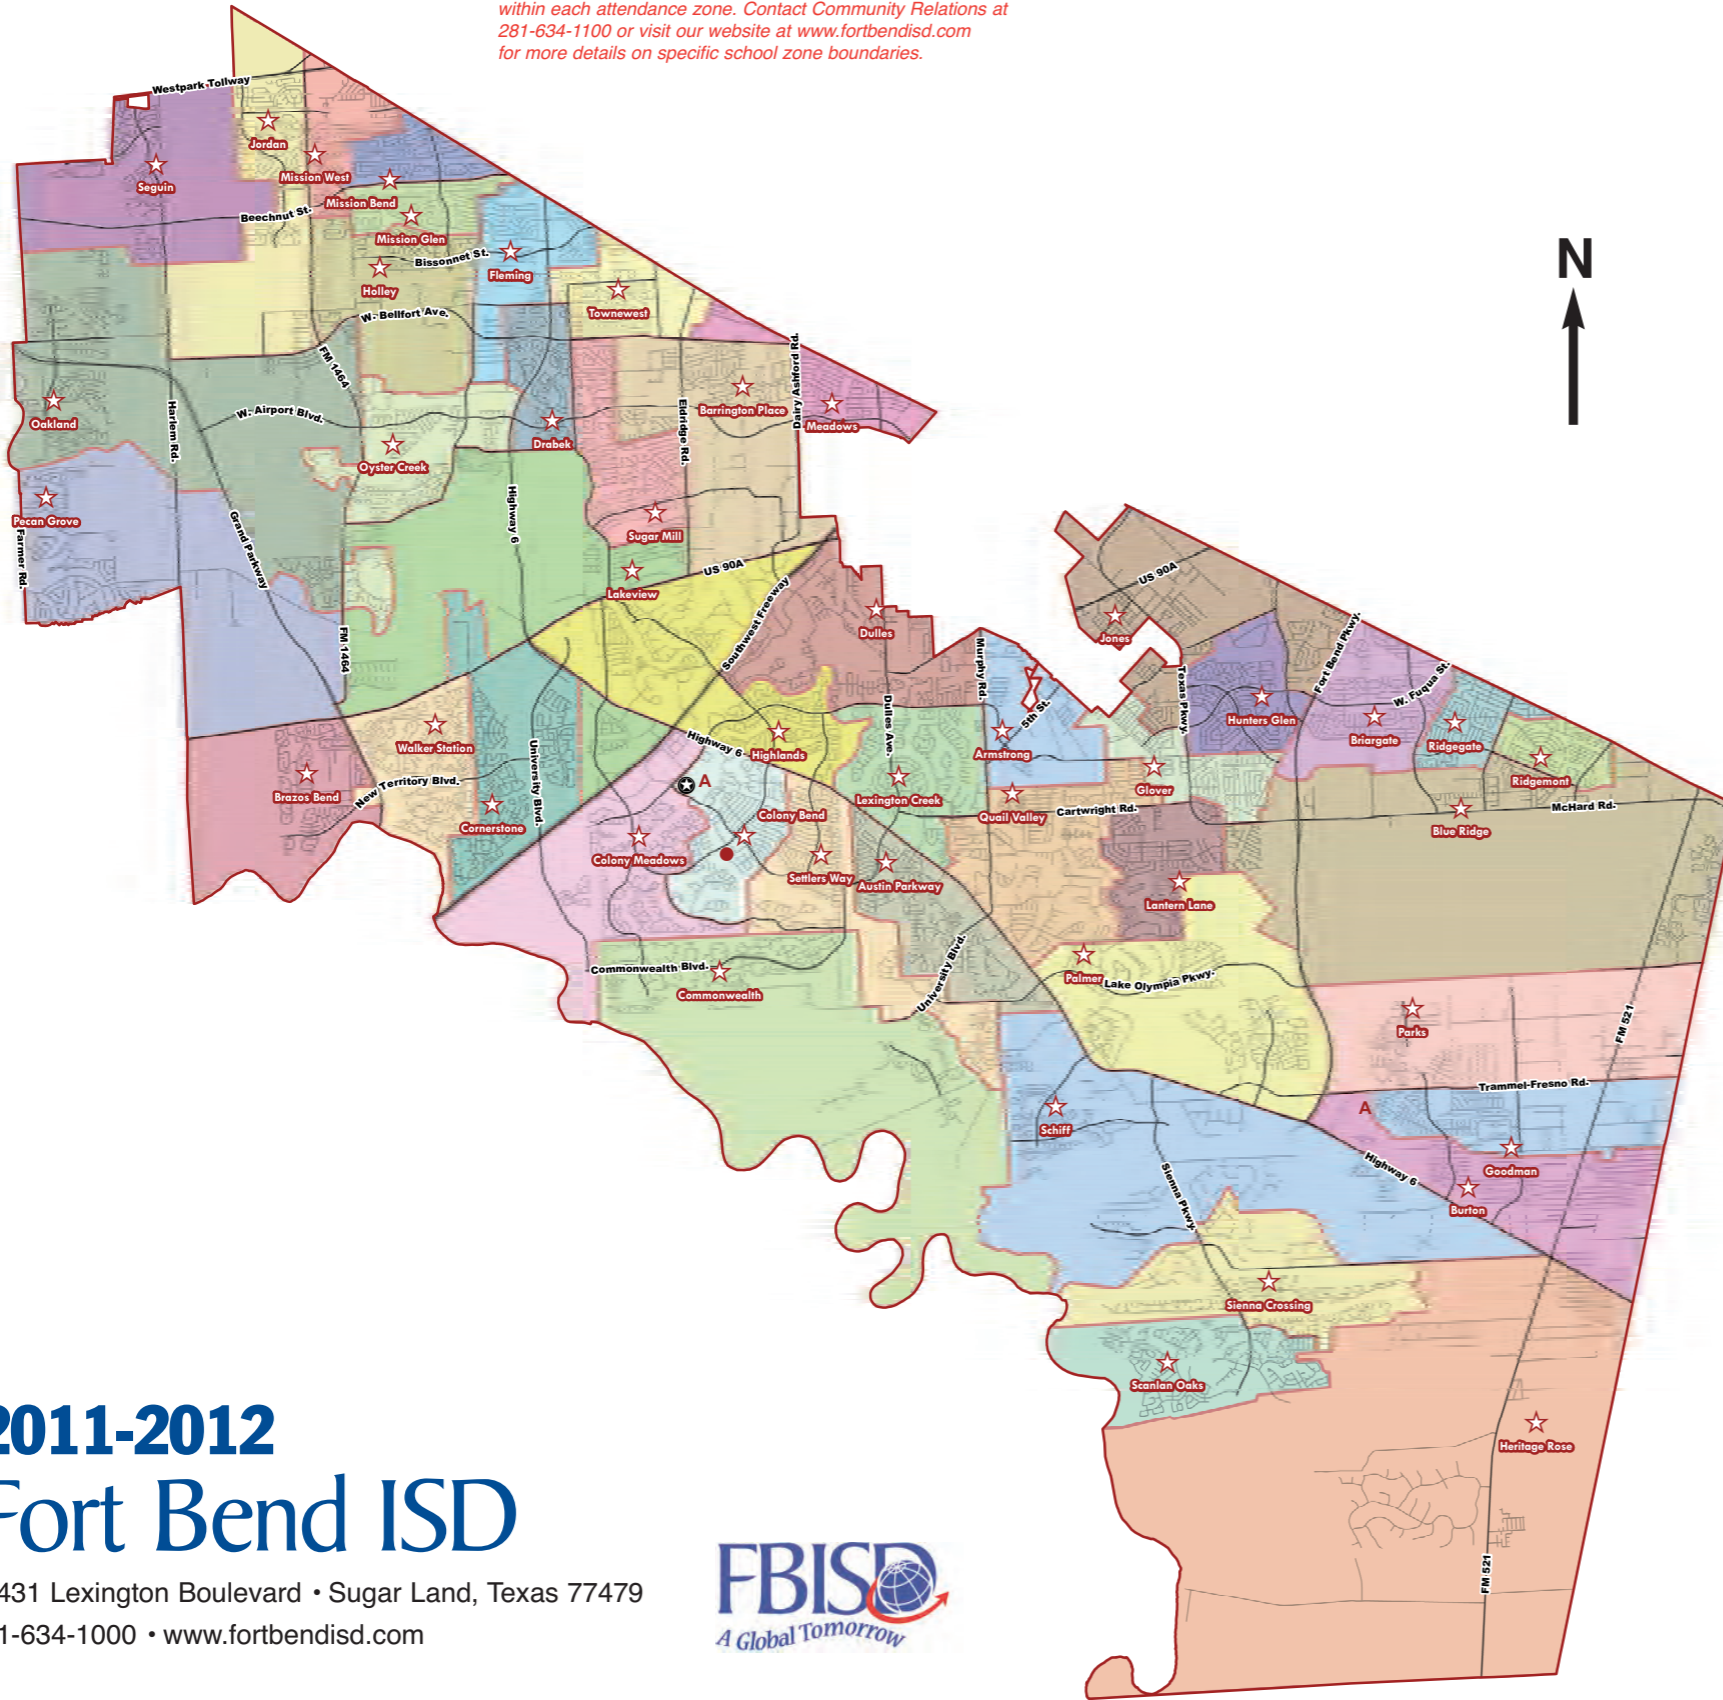 within each attendance zone. Contact Community Relations at
281-634-1100 or visit our website at www.fortbendisd.com
for more details on specific school zone boundaries.
Westpark Tollway
Jordan
Mission West
Seguin
Mission Bend
Beechnut St.
Mission Glen
Bissonnet St.
Fleming
Holley
Townewest
W. Bellfort Ave.
FM 1464
Dairy Ashford Rd.
N
Oakland
Harlem Rd.
W. Airport Blvd.
Drabek
Eldridge Rd.
Barrington Place
Meadows
Oyster Creek
Pecan Grove
Farmer Rd.
Grand Parkway
Highway 6
Sugar Mill
US 90A
Lakeview
Southwest Freeway
FM 1464
Dulles
US 90A
Jones
Murphy Rd.
5th St.
Texas Pkwy.
Fort Bend Pkwy.
W. Fuqua St.
Hunters Glen
Briargate
Ridgegate
Ridgemont
Walker Station
Highway 6
Highlands
Dulles Ave.
Armstrong
Glover
Brazos Bend
New Territory Blvd.
University Blvd.
A
Cornerstone
Colony Bend
Lexington Creek
Quail Valley
Cartwright Rd.
Blue Ridge
McHard Rd.
Colony Meadows
Settlers Way
Austin Parkway
Lantern Lane
Commonwealth Blvd.
Commonwealth
University Blvd.
Palmer
Lake Olympia Pkwy.
Parks
FM 521
Trammel-Fresno Rd.
A
Schiff
Sienna Pkwy.
Highway 6
Goodman
Burton
Sienna Crossing
Scanlan Oaks
Heritage Rose
FM 521
2011-2012
Fort Bend ISD
431 Lexington Boulevard • Sugar Land, Texas 77479
1-634-1000 • www.fortbendisd.com
FBISD
A Global Tomorrow